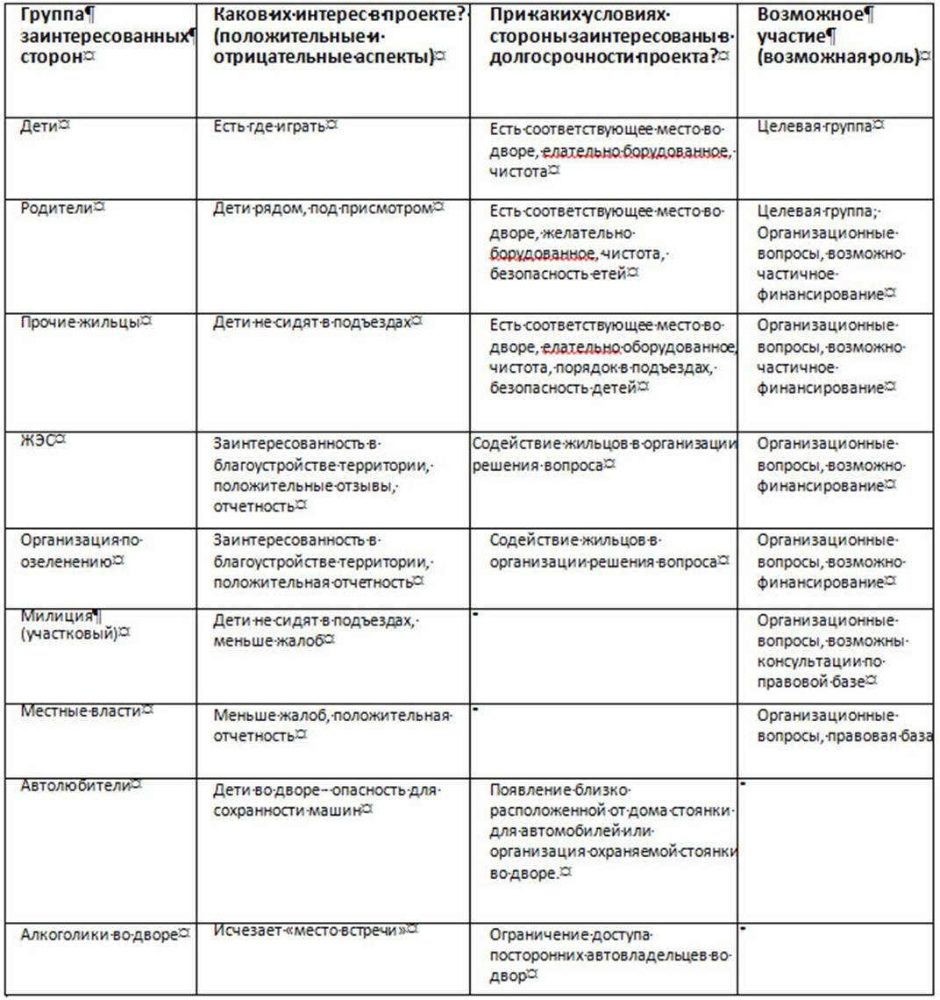 Группа
заинтересованных
сторон
Каков их интерес в проекте?
(положительные и
отрицательные аспекты)
При каких условиях
стороны заинтересованы в
долгосрочности проекта?
Возможное
участие
(возможная роль)
Дети
Есть где играть
Есть соответствующее место во
дворе, елательно борудованное,
чистота
Целевая группа
Родители
Дети рядом, под присмотром
Есть соответствующее место во
дворе, желательно
борудованное, чистота,
безопасность етей
Целевая группа;
Организационные
вопросы, возможно
частичное
финансирование
Прочие жильцы
Дети не сидят в подъездах
Есть соответствующее место во
дворе, елательно оборудованное,
чистота, порядок в подъездах,
безопасность детей
Организационные
вопросы, возможно
частичное
финансирование
ЖЭС
Заинтересованность в
благоустройстве территории,
положительные отзывы,
отчетность
Содействие жильцов в организации
решения вопроса
Организационные
вопросы, возможно
финансирование
Организация по
озеленению
Заинтересованность в
благоустройстве территории,
положительная отчетность
Содействие жильцов в
организации решения вопроса
Организационные
вопросы, возможно
финансирование
Милиция
(участковый)
Дети не сидят в подъездах,
меньше жалоб
-
Организационные
вопросы, возможны
консультации по
правовой базе
Местные власти
Меньше жалоб, положительная
отчетность
-
Организационные
вопросы, правовая база
Автолюбители
Дети во дворе – опасность для
сохранности машин
Появление близко
расположенной от дома стоянки
для автомобилей или
организация охраняемой стоянки
во дворе.
-
Алкоголики во дворе
Исчезает «место встречи»
Ограничение доступа
посторонних автовладельцев во
двор
-